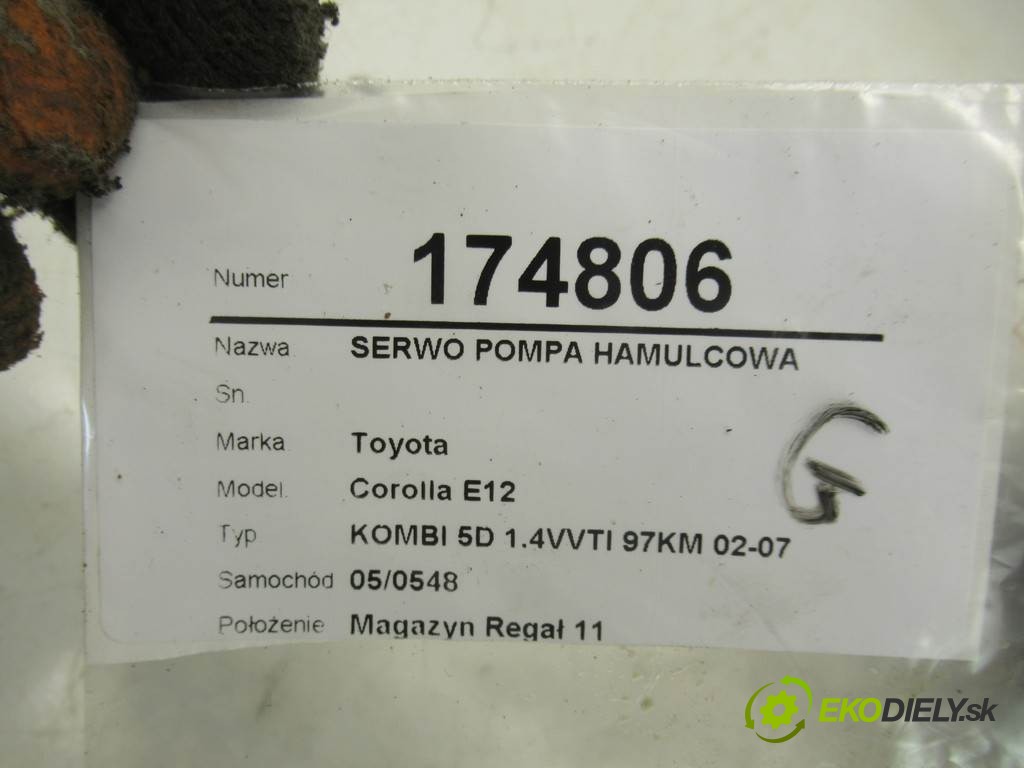 Numer 174806
Nazwa SERWO POMPA HAMULCOWA
Sn.
Marka Toyota
Model. Corolla E12
Typ KOMBI 5D 1.4VVTI 97KM 02-07
Samochód 05/0548
Położenie Magazyn Regał 11
G
EKODIELY.sk